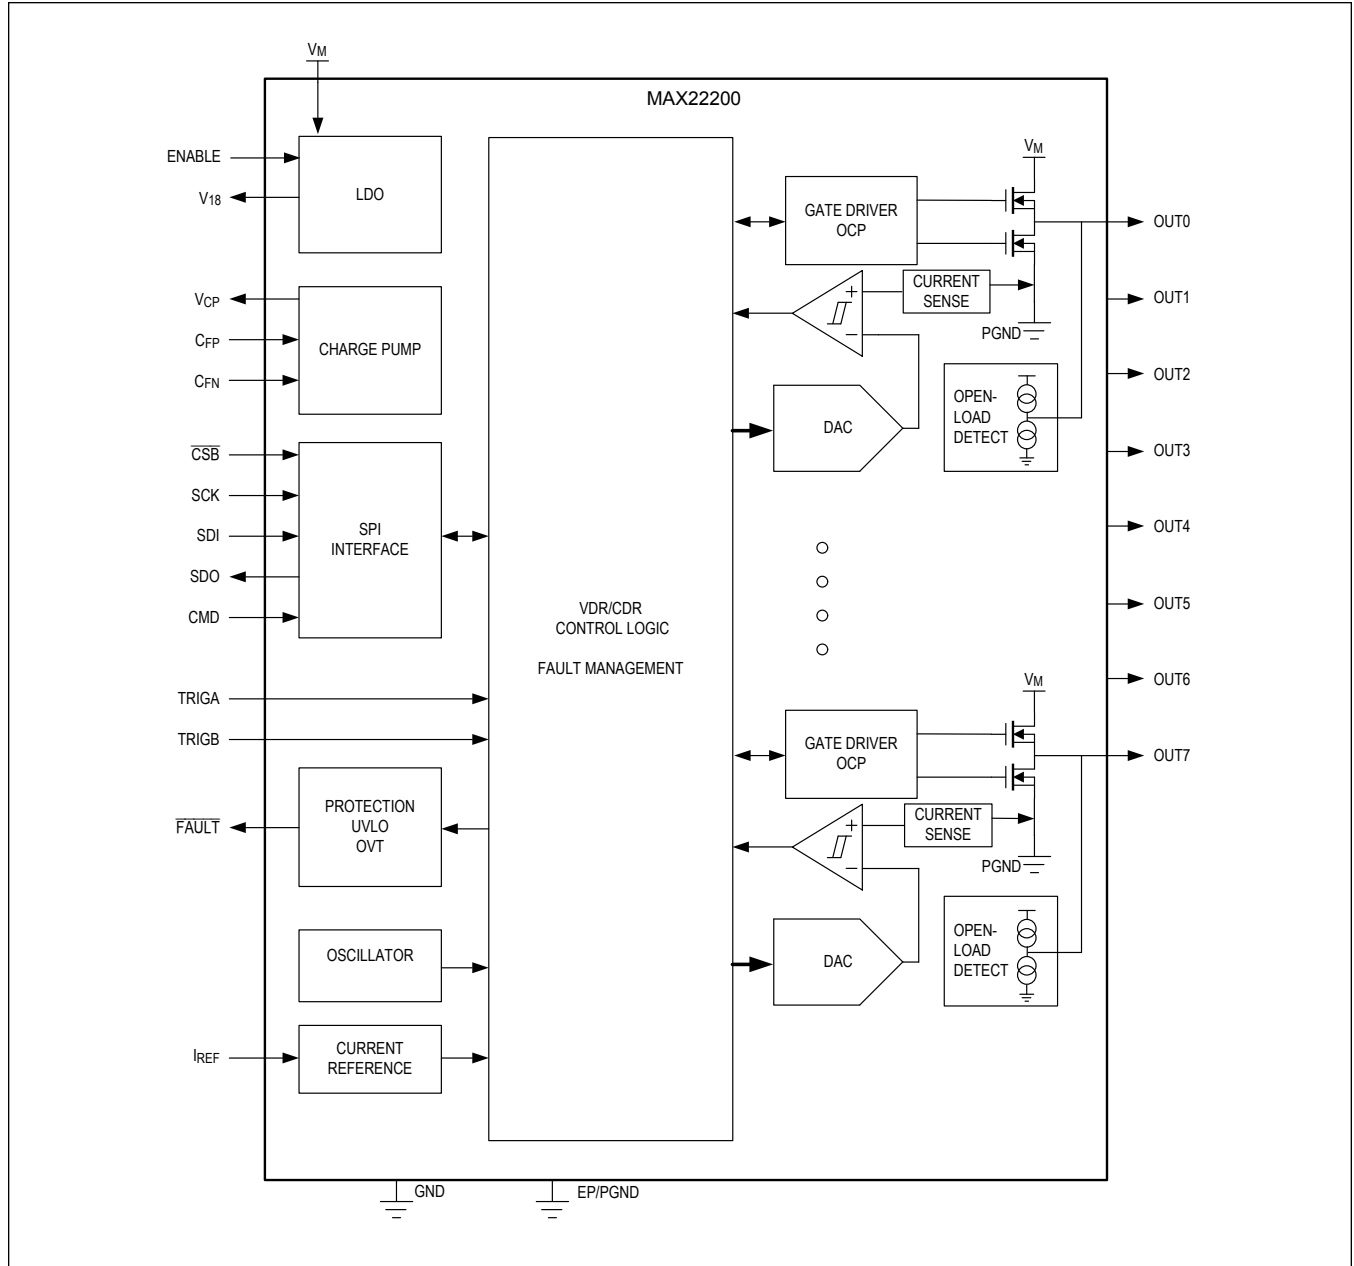 VM
MAX22200
ENABLE
V18
LDO
VCP
CFP
CFN
CHARGE PUMP
CSB
SCK
SDI
SDO
CMD
SPI
INTERFACE
TRIGA
TRIGB
FAULT
PROTECTION
UVLO
OVT
OSCILLATOR
IREF
CURRENT
REFERENCE
VDR/CDR
CONTROL LOGIC
FAULT MANAGEMENT
VM
GATE DRIVER
OCP
CURRENT
SENSE
+
−
PGND
DAC
OPEN-
LOAD
DETECT
VM
GATE DRIVER
OCP
CURRENT
SENSE
+
−
PGND
DAC
OPEN-
LOAD
DETECT
OUT0
OUT1
OUT2
OUT3
OUT4
OUT5
OUT6
OUT7
GND
EP/PGND